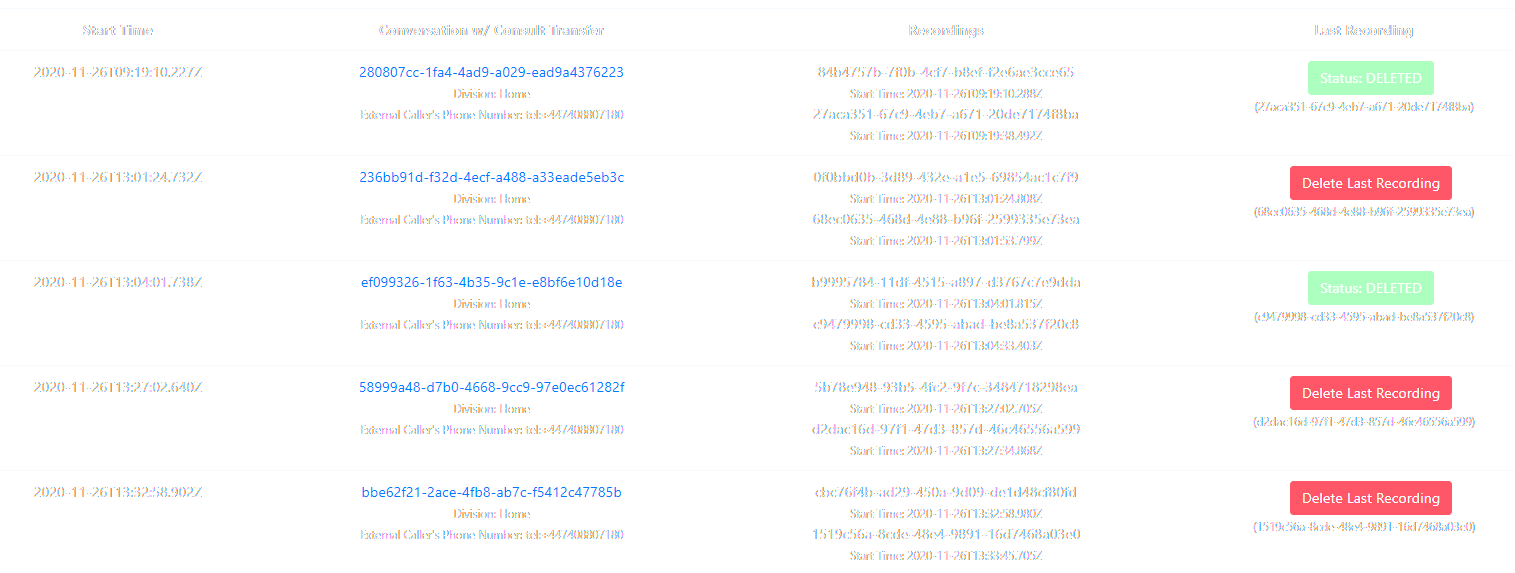 Start Time Conversation w/ Consult Transfer Recordings Last Recording
2020-11-26T09:19:10.227Z 280807cc-1fa4-4ad9-a029-ead9a4376223 84b4757b-7f0b-4cf7-b8ef-f2e6ae3cce65 Status: DELETED
Division: Home Start Time: 2020-11-26T09:19:10.288Z (27aca351-67c9-4eb7-a671-20de7174f8ba)
External Caller's Phone Number: tel:+447408807180 27aca351-67c9-4eb7-a671-20de7174f8ba
Start Time: 2020-11-26T09:19:38.492Z
2020-11-26T13:01:24.732Z 236bb91d-f32d-4ecf-a488-a33eade5eb3c 0f0bbd0b-3d89-432e-a1e5-69854ac1c7f9 Delete Last Recording
Division: Home Start Time: 2020-11-26T13:01:24.808Z (68ec0635-468d-4e88-b96f-2599335e73ea)
External Caller's Phone Number: tel:+447408807180 68ec0635-468d-4e88-b96f-2599335e73ea
Start Time: 2020-11-26T13:01:53.799Z
2020-11-26T13:04:01.738Z ef099326-1f63-4b35-9c1e-e8bf6e10d18e b9995784-11df-4515-a897-d3767c7e9dda Status: DELETED
Division: Home Start Time: 2020-11-26T13:04:01.815Z (c9479998-cd33-4595-abad-be8a537f20c8)
External Caller's Phone Number: tel:+447408807180 c9479998-cd33-4595-abad-be8a537f20c8
Start Time: 2020-11-26T13:04:33.403Z
2020-11-26T13:27:02.640Z 58999a48-d7b0-4668-9cc9-97e0ec61282f 5b78e948-93b5-4fc2-9f7c-3484718298ea Delete Last Recording
Division: Home Start Time: 2020-11-26T13:27:02.705Z (d2dac16d-97f1-47d3-857d-46c46556a599)
External Caller's Phone Number: tel:+447408807180 d2dac16d-97f1-47d3-857d-46c46556a599
Start Time: 2020-11-26T13:27:34.868Z
2020-11-26T13:32:58.902Z bbe62f21-2ace-4fb8-ab7c-f5412c47785b cbc76f4b-ad29-450a-9d09-de1d48cf80fd Delete Last Recording
Division: Home Start Time: 2020-11-26T13:32:58.980Z (1519c56a-8cde-48e4-9891-16d7468a03e0)
External Caller's Phone Number: tel:+447408807180 1519c56a-8cde-48e4-9891-16d7468a03e0
Start Time: 2020-11-26T13:33:45.705Z